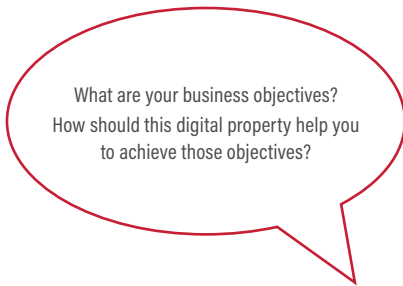 What are your business objectives?
How should this digital property help you
to achieve those objectives?